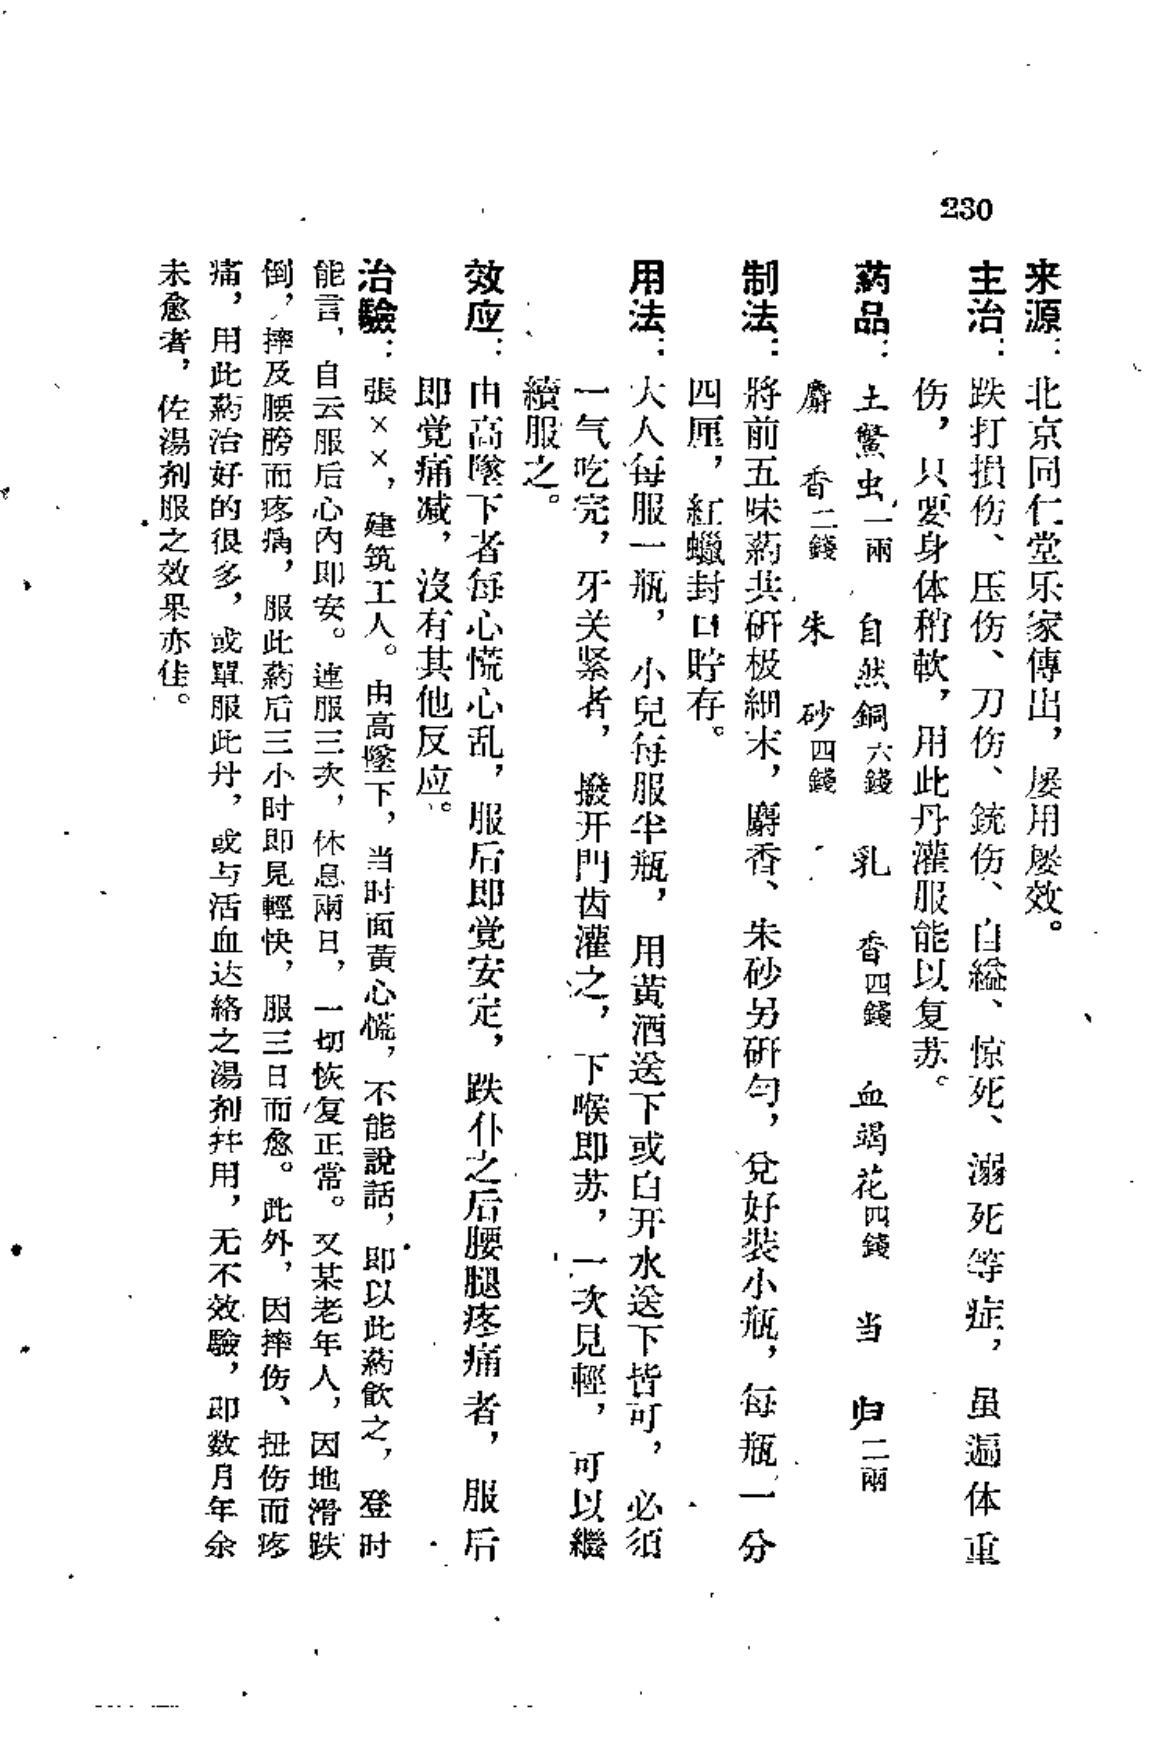 230
来源：北京同仁堂乐家傳出，屡用屡效。
主治：跌打損伤、压伤、刀伤、銃伤、自縊、惊死、溺死等症，虽遍体重
伤，只要身体稍軟，用此丹灌服能以复苏。
葯品：土鱉虫一兩　自然銅六錢　乳香四錢　血竭花四錢　当归二兩
麝香二錢　朱砂四錢
制法：將前五味葯共研极細末，麝香、朱砂另研匀，兌好裝小瓶，每瓶一分
四厘，紅蠟封口貯存。
用法：大人每服一瓶，小兒每服半瓶，用黄酒送下或白开水送下皆可，必須
一气吃完，牙关紧者，撥开門齿灌之，下喉即苏，一次見輕，可以繼
續服之。
效应：由高墜下者每心慌心乱，服后即覚安定，跌仆之后腰腿疼痛者，服后
即覚痛减，沒有其他反应。
治驗：張××，建筑工人。由高墜下，当时面黃心慌，不能說話，即以此葯飲之，登时
能言，自云服后心内即安。連服三次，休息兩日，一切恢复正常。又某老年人，因地滑跌
倒，摔及腰胯而疼痛，服此葯后三小时即見輕快，服三日而愈。此外，因摔伤、扭伤而疼
痛，用此葯治好的很多，或單服此丹，或与活血达絡之湯剂拌用，无不效驗，即数月年余
未愈者，佐湯剂服之效果亦佳。